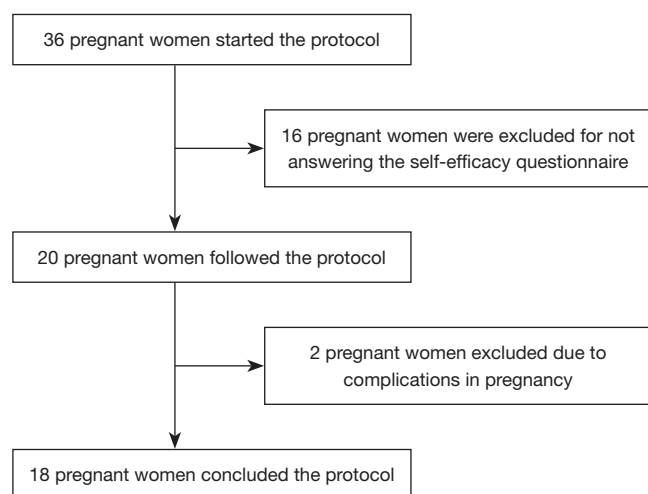 36 pregnant women started the protocol
16 pregnant women were excluded for not
answering the self-efficacy questionnaire
20 pregnant women followed the protocol
2 pregnant women excluded due to
complications in pregnancy
18 pregnant women concluded the protocol